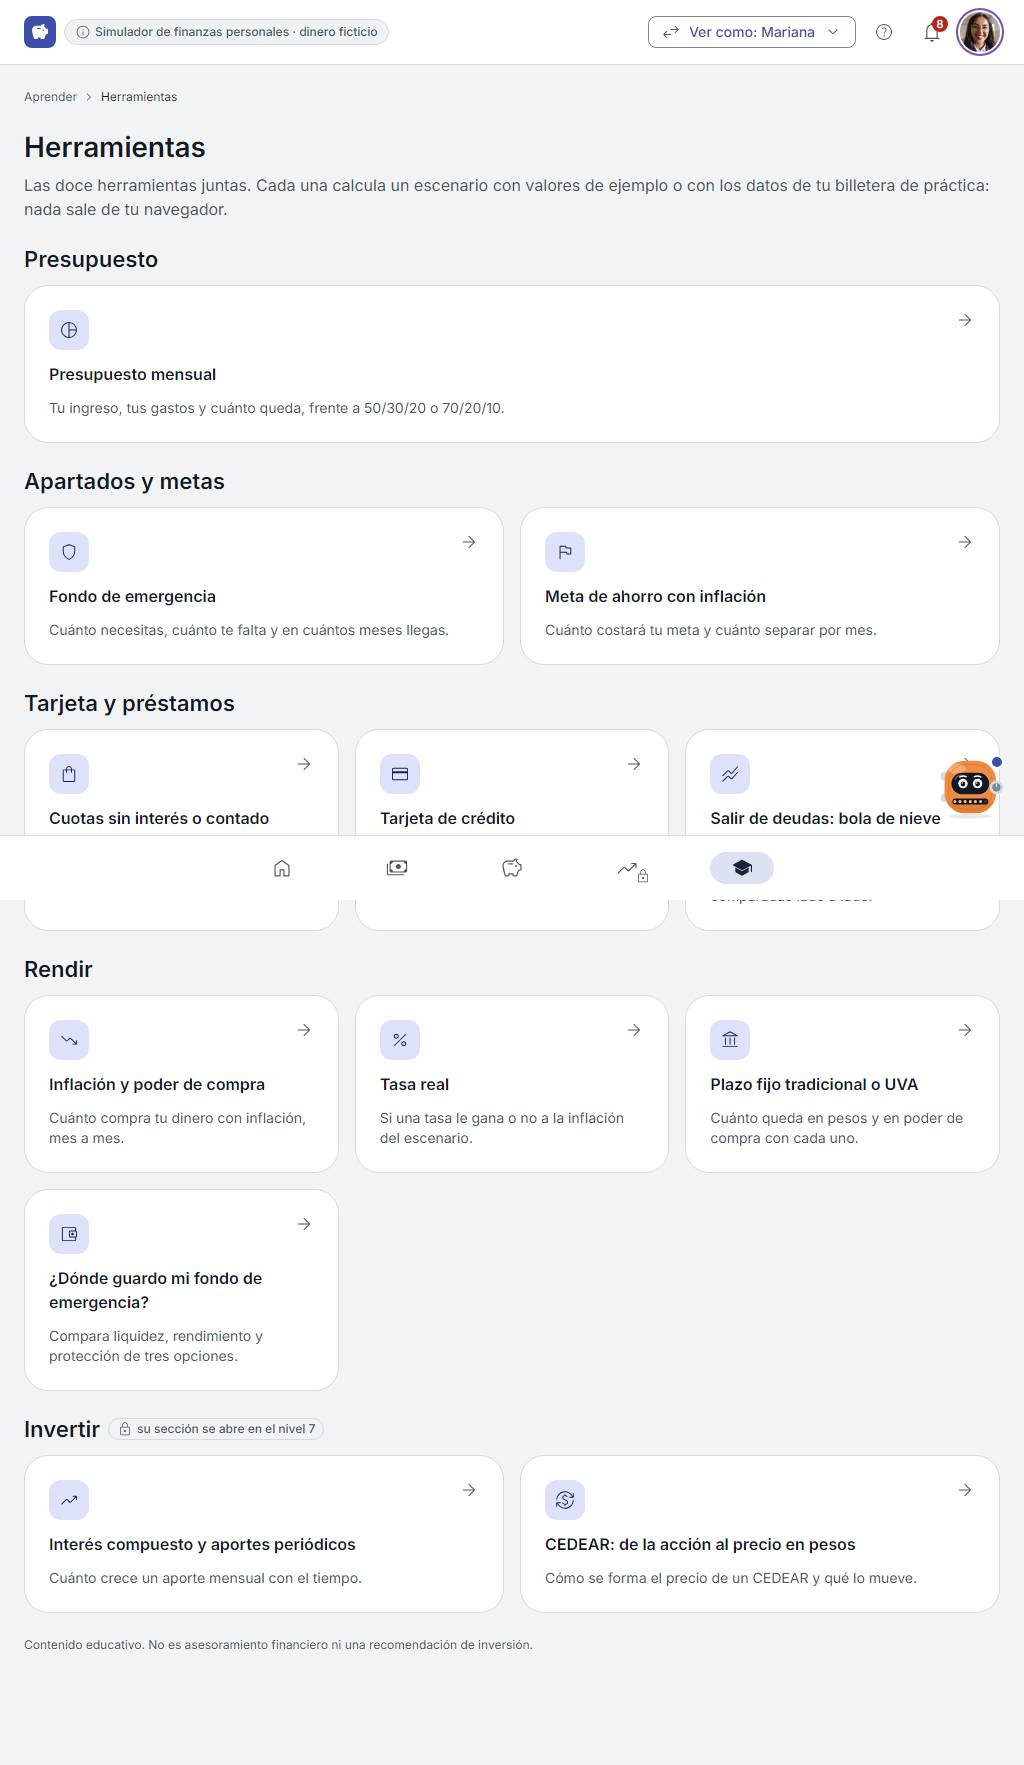 Simulador de finanzas personales · dinero ficticio
Ver como: Mariana
8
Aprender
Herramientas
Herramientas
Las doce herramientas juntas. Cada una calcula un escenario con valores de ejemplo o con los datos de tu billetera de práctica:
nada sale de tu navegador.
Presupuesto
Presupuesto mensual
Tu ingreso, tus gastos y cuánto queda, frente a 50/30/20 o 70/20/10.
Apartados y metas
Fondo de emergencia
Cuánto necesitas, cuánto te falta y en cuántos meses llegas.
Meta de ahorro con inflación
Cuánto costará tu meta y cuánto separar por mes.
Tarjeta y préstamos
Cuotas sin interés o contado
Tarjeta de crédito
Salir de deudas: bola de nieve
Rendir
Inflación y poder de compra
Cuánto compra tu dinero con inflación,
mes a mes.
Tasa real
Si una tasa le gana o no a la inflación
del escenario.
Plazo fijo tradicional o UVA
Cuánto queda en pesos y en poder de
compra con cada uno.
¿Dónde guardo mi fondo de
emergencia?
Compara liquidez, rendimiento y
protección de tres opciones.
Invertir
su sección se abre en el nivel 7
Interés compuesto y aportes periódicos
Cuánto crece un aporte mensual con el tiempo.
CEDEAR: de la acción al precio en pesos
Cómo se forma el precio de un CEDEAR y qué lo mueve.
Contenido educativo. No es asesoramiento financiero ni una recomendación de inversión.